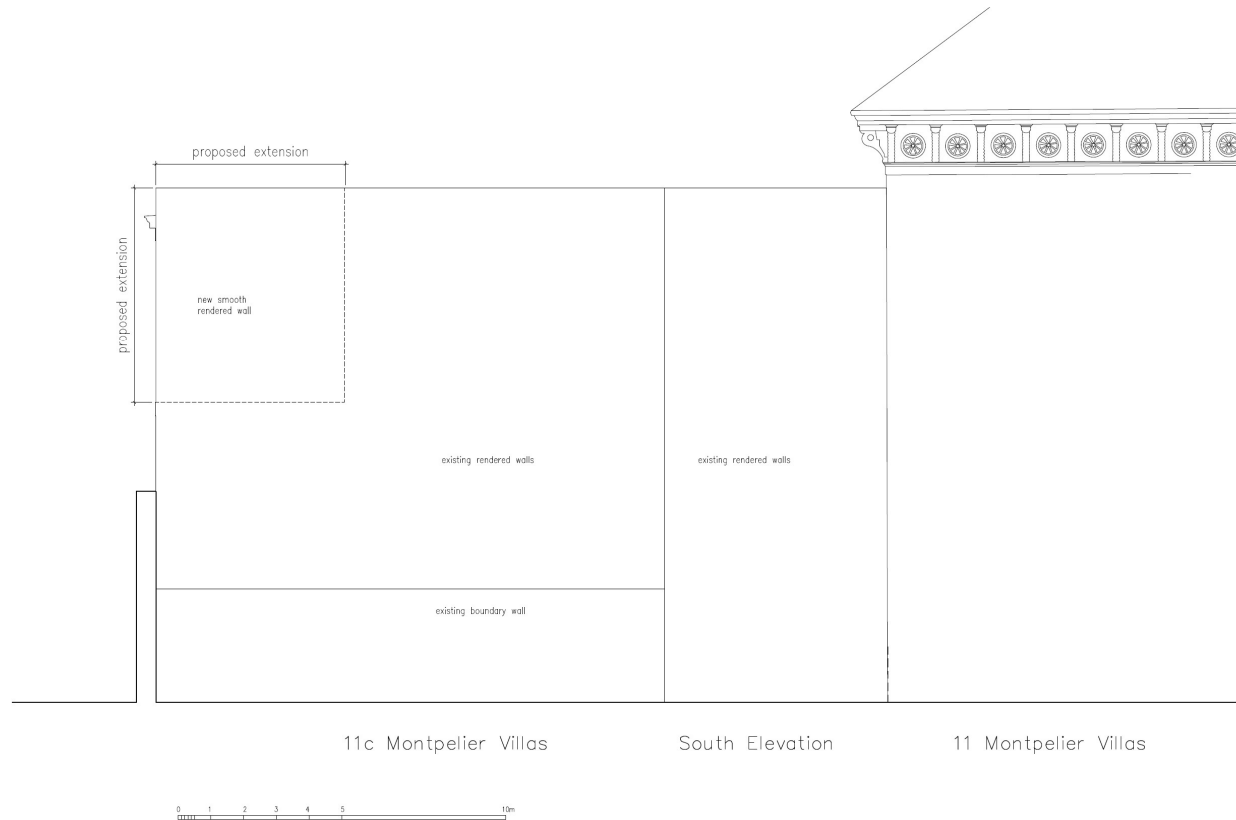 proposed extension
proposed extension
new smooth
rendered wall
existing rendered walls
existing rendered walls
existing boundary wall
11c Montpelier Villas
South Elevation
11 Montpelier Villas
0 1 2 3 4 5 10m